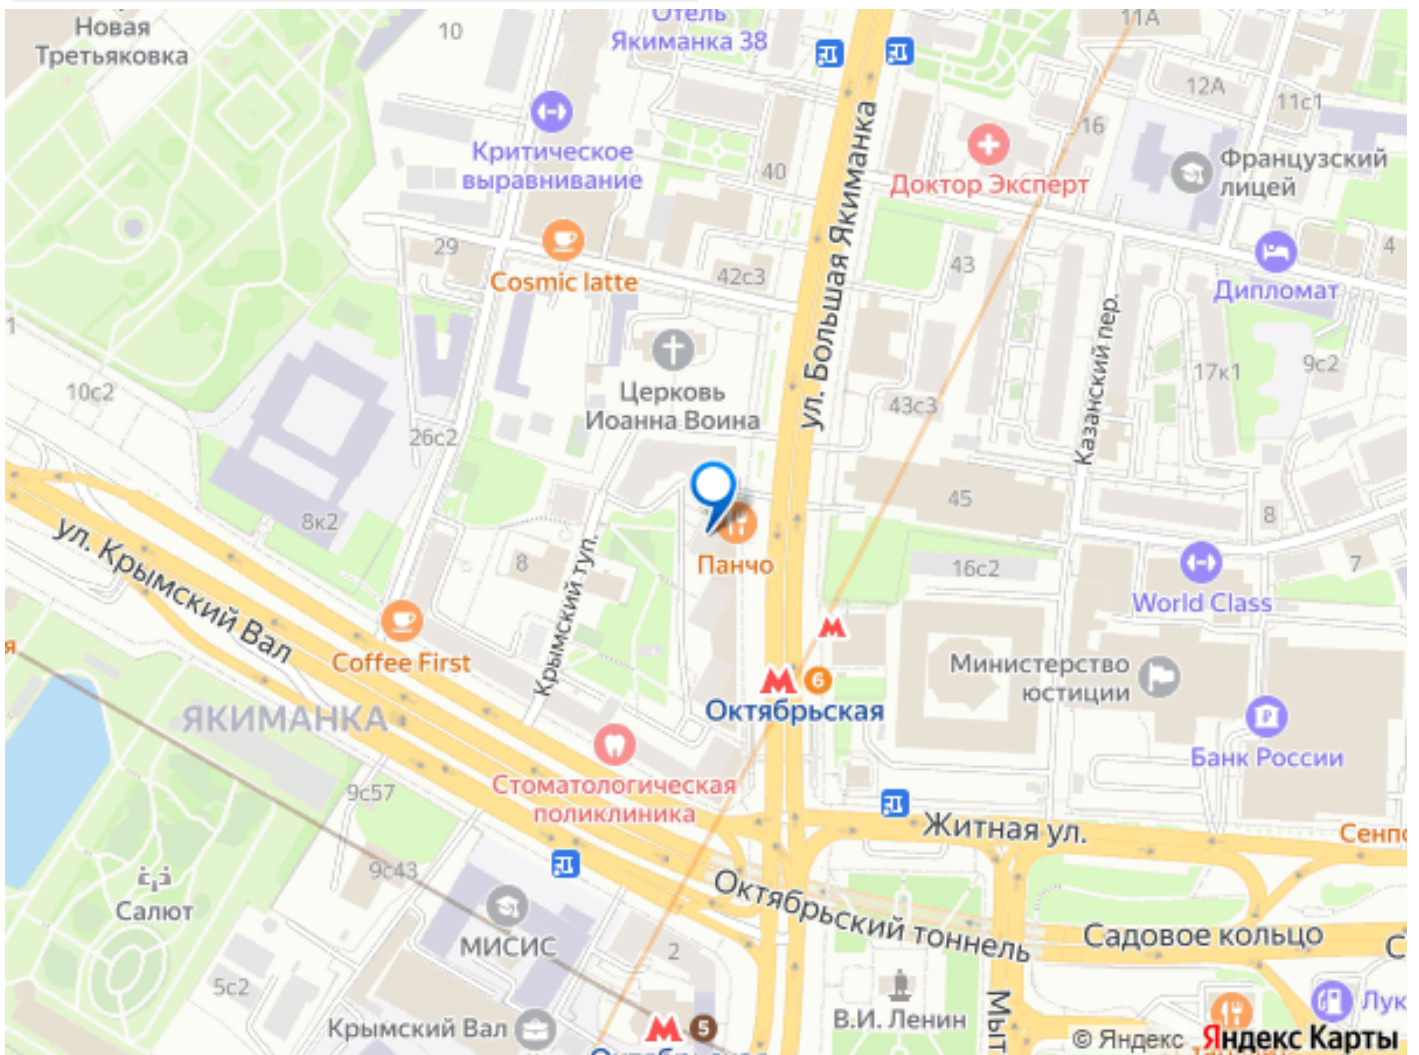 Новая
Третьяковка
10
Отель
Якиманка 38
11А
12А
11с1
16
Критическое
выравнивание
40
ул. Большая Якиманка
Доктор Эксперт
Французский
лицей
29
Cosmic latte
42с3
43
4
Дипломат
1
10с2
Церковь
Иоанна Воина
26с2
43с3
Казанский пер.
17к1
9с2
8к2
45
8
ул. Крымский Вал
8
Крымский туп.
Панчо
16с2
7
World Class
Coffee First
я
ЯКИМАНКА
М
М 6
Октябрьская
Министерство
юстиции
Банк России
Стоматологическая
поликлиника
9с57
Житная ул.
9с43
Салют
МИСИС
Октябрьский тоннель
Садовое кольцо
С
2
5с2
Крымский Вал
М 5
Октябрьская
В.И. Ленин
Мыт
Лук
© Яндекс Яндекс Карты